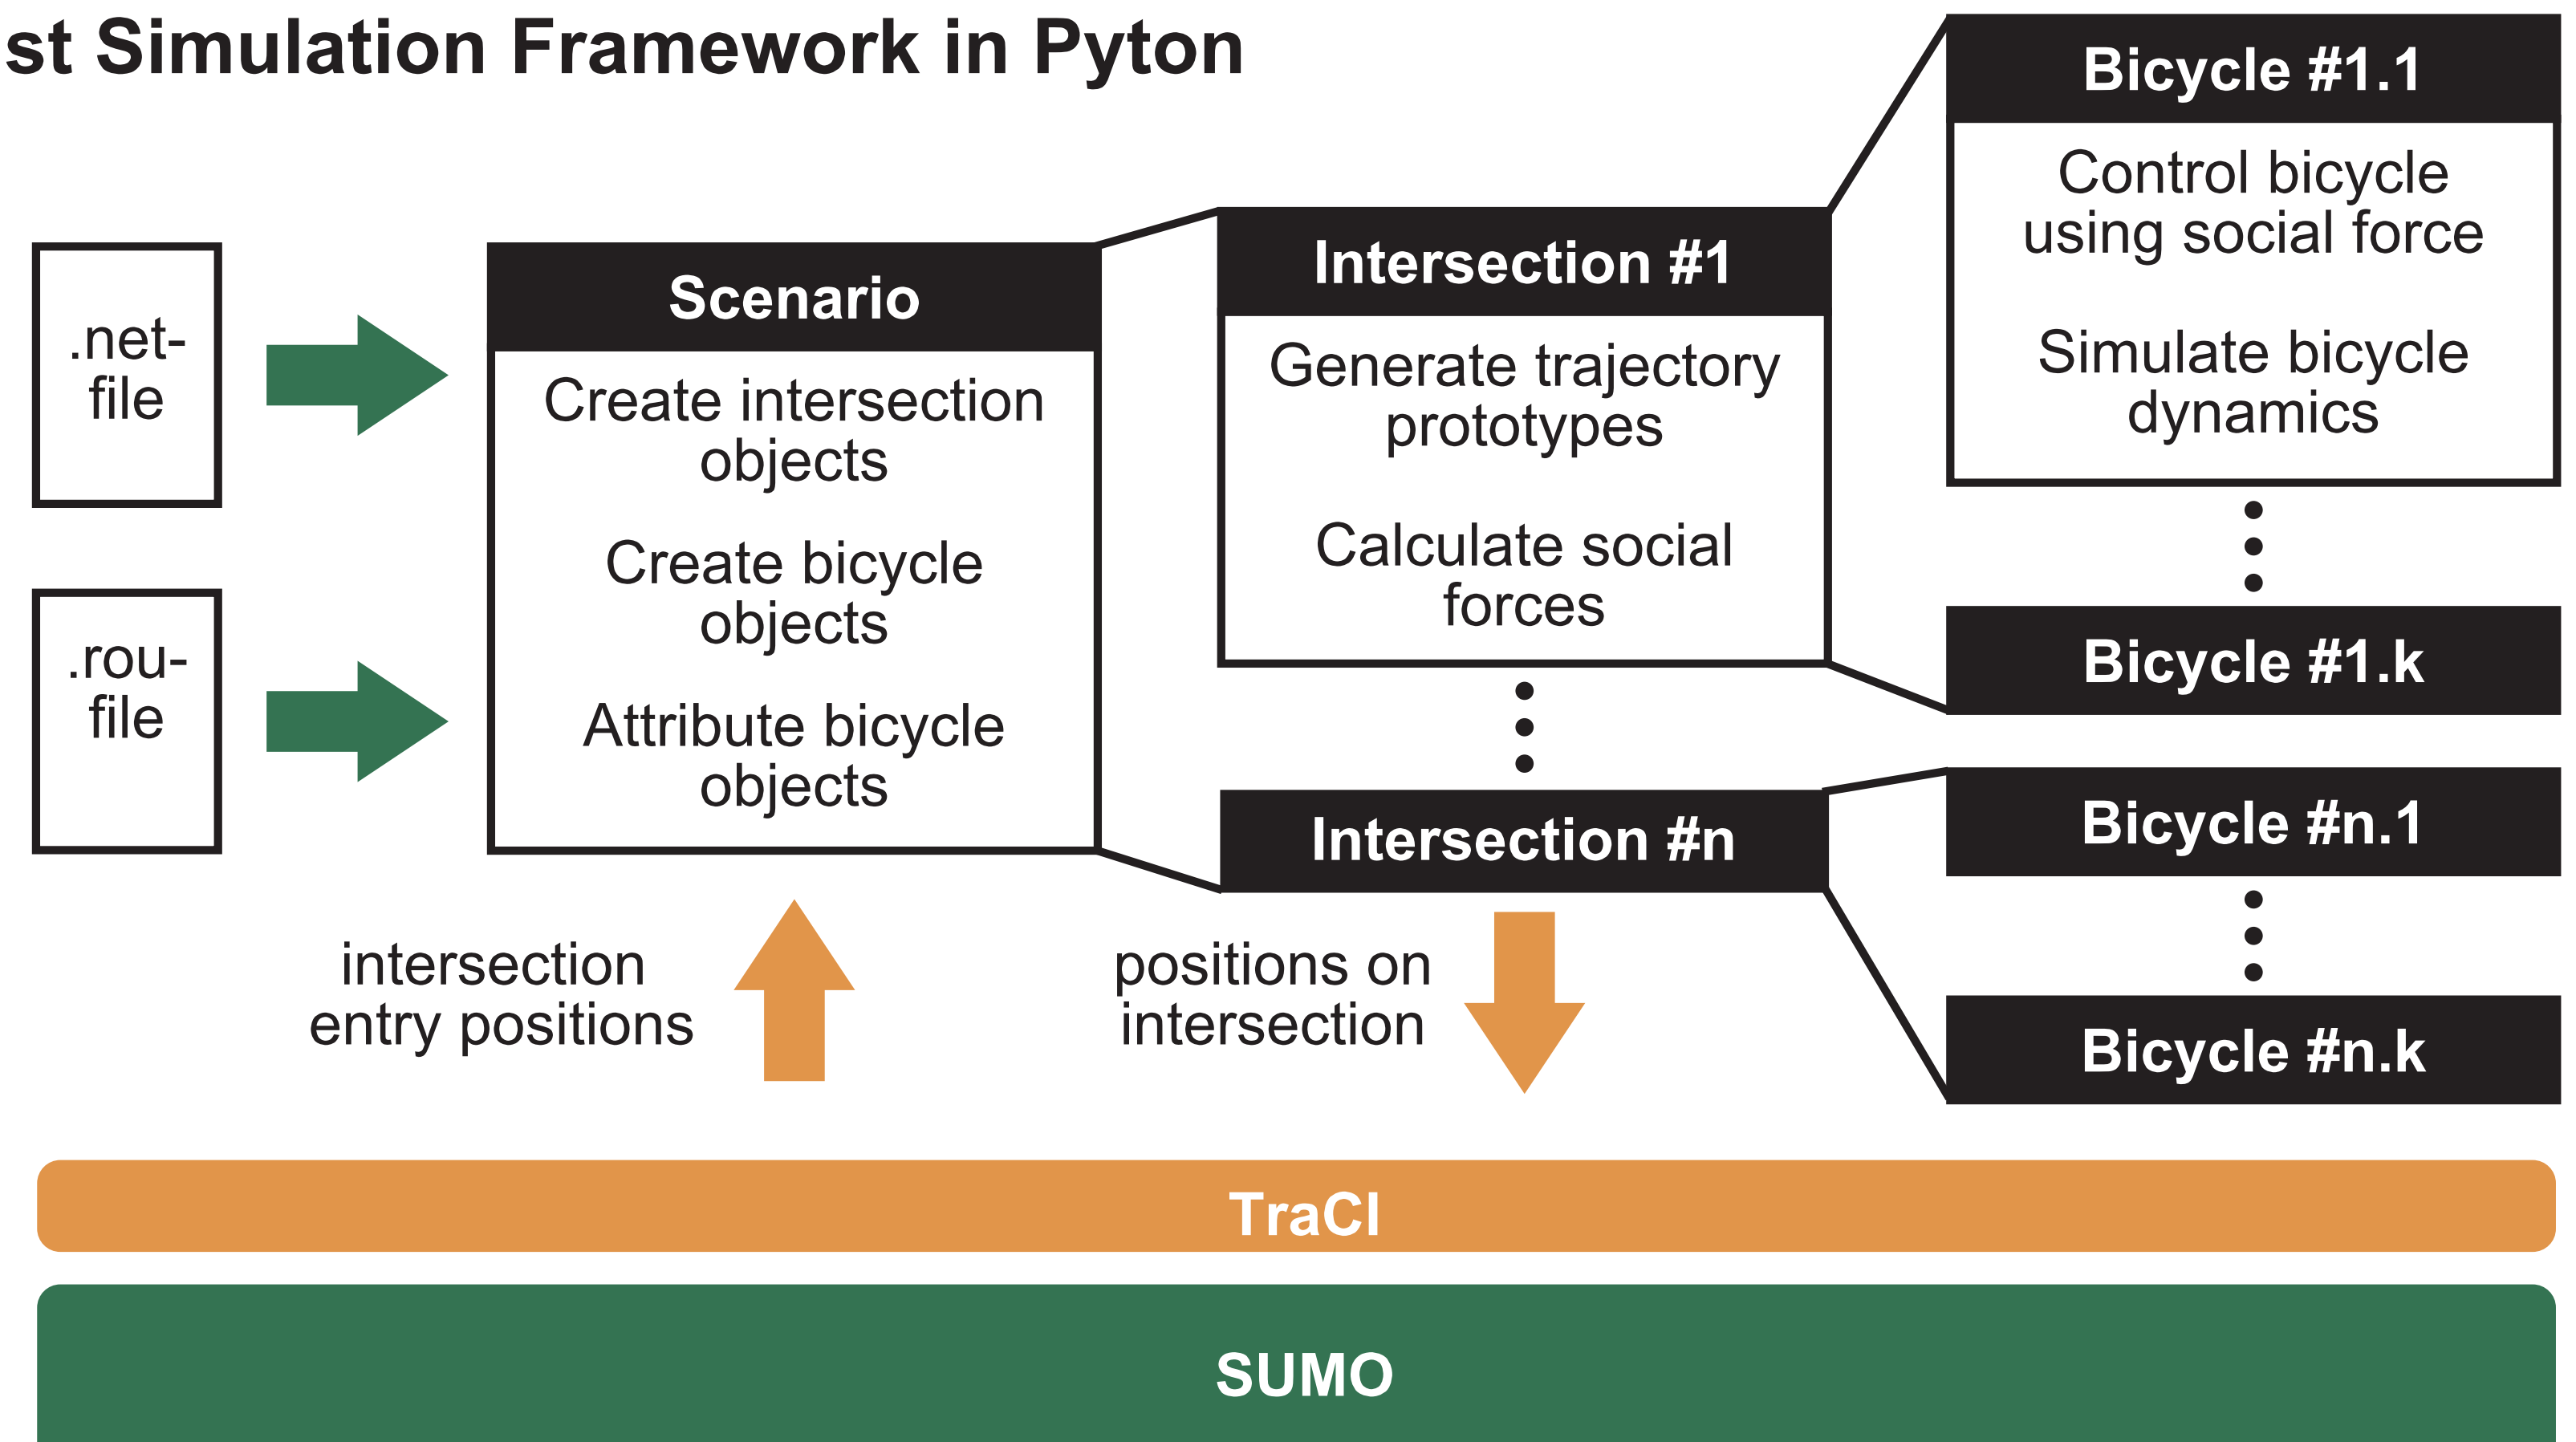 st Simulation Framework in Pyton
.net-
file
.rou-
file
Scenario
Create intersection
objects
Create bicycle
objects
Attribute bicycle
objects
Intersection #1
Generate trajectory
prototypes
Calculate social
forces
Intersection #n
Bicycle #1.1
Control bicycle
using social force
Simulate bicycle
dynamics
Bicycle #1.k
Bicycle #n.1
Bicycle #n.k
intersection
entry positions
positions on
intersection
TraCI
SUMO